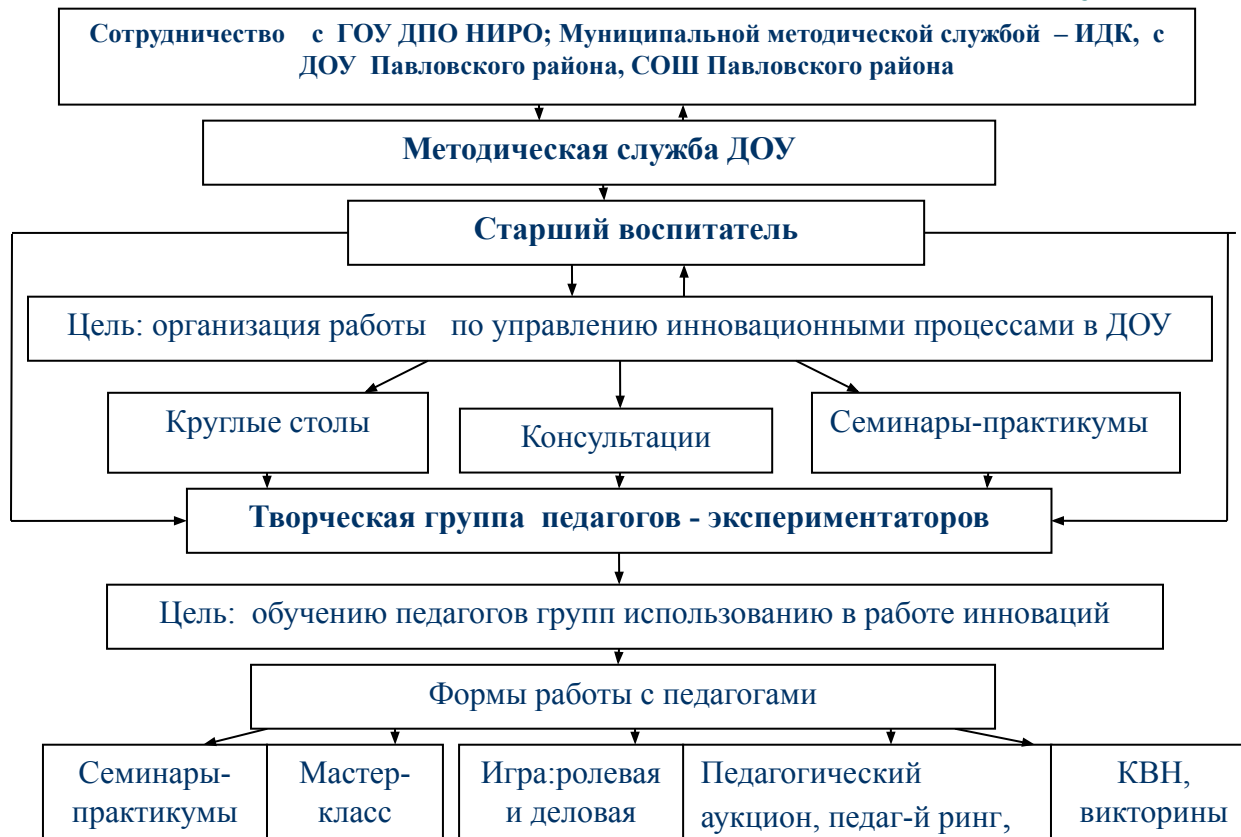 Сотрудничество с ГОУ ДПО НИРО; Муниципальной методической службой – ИДК, с
ДОУ Павловского района, СОШ Павловского района
Методическая служба ДОУ
Старший воспитатель
Цель: организация работы по управлению инновационными процессами в ДОУ
Круглые столы
Консультации
Семинары-практикумы
Творческая группа педагогов - экспериментаторов
Цель: обучению педагогов групп использованию в работе инноваций
Формы работы с педагогами
Семинары-
практикумы
Мастер-
класс
Игра:ролевая
и деловая
Педагогический
аукцион, педаг-й ринг,
КВН,
викторины